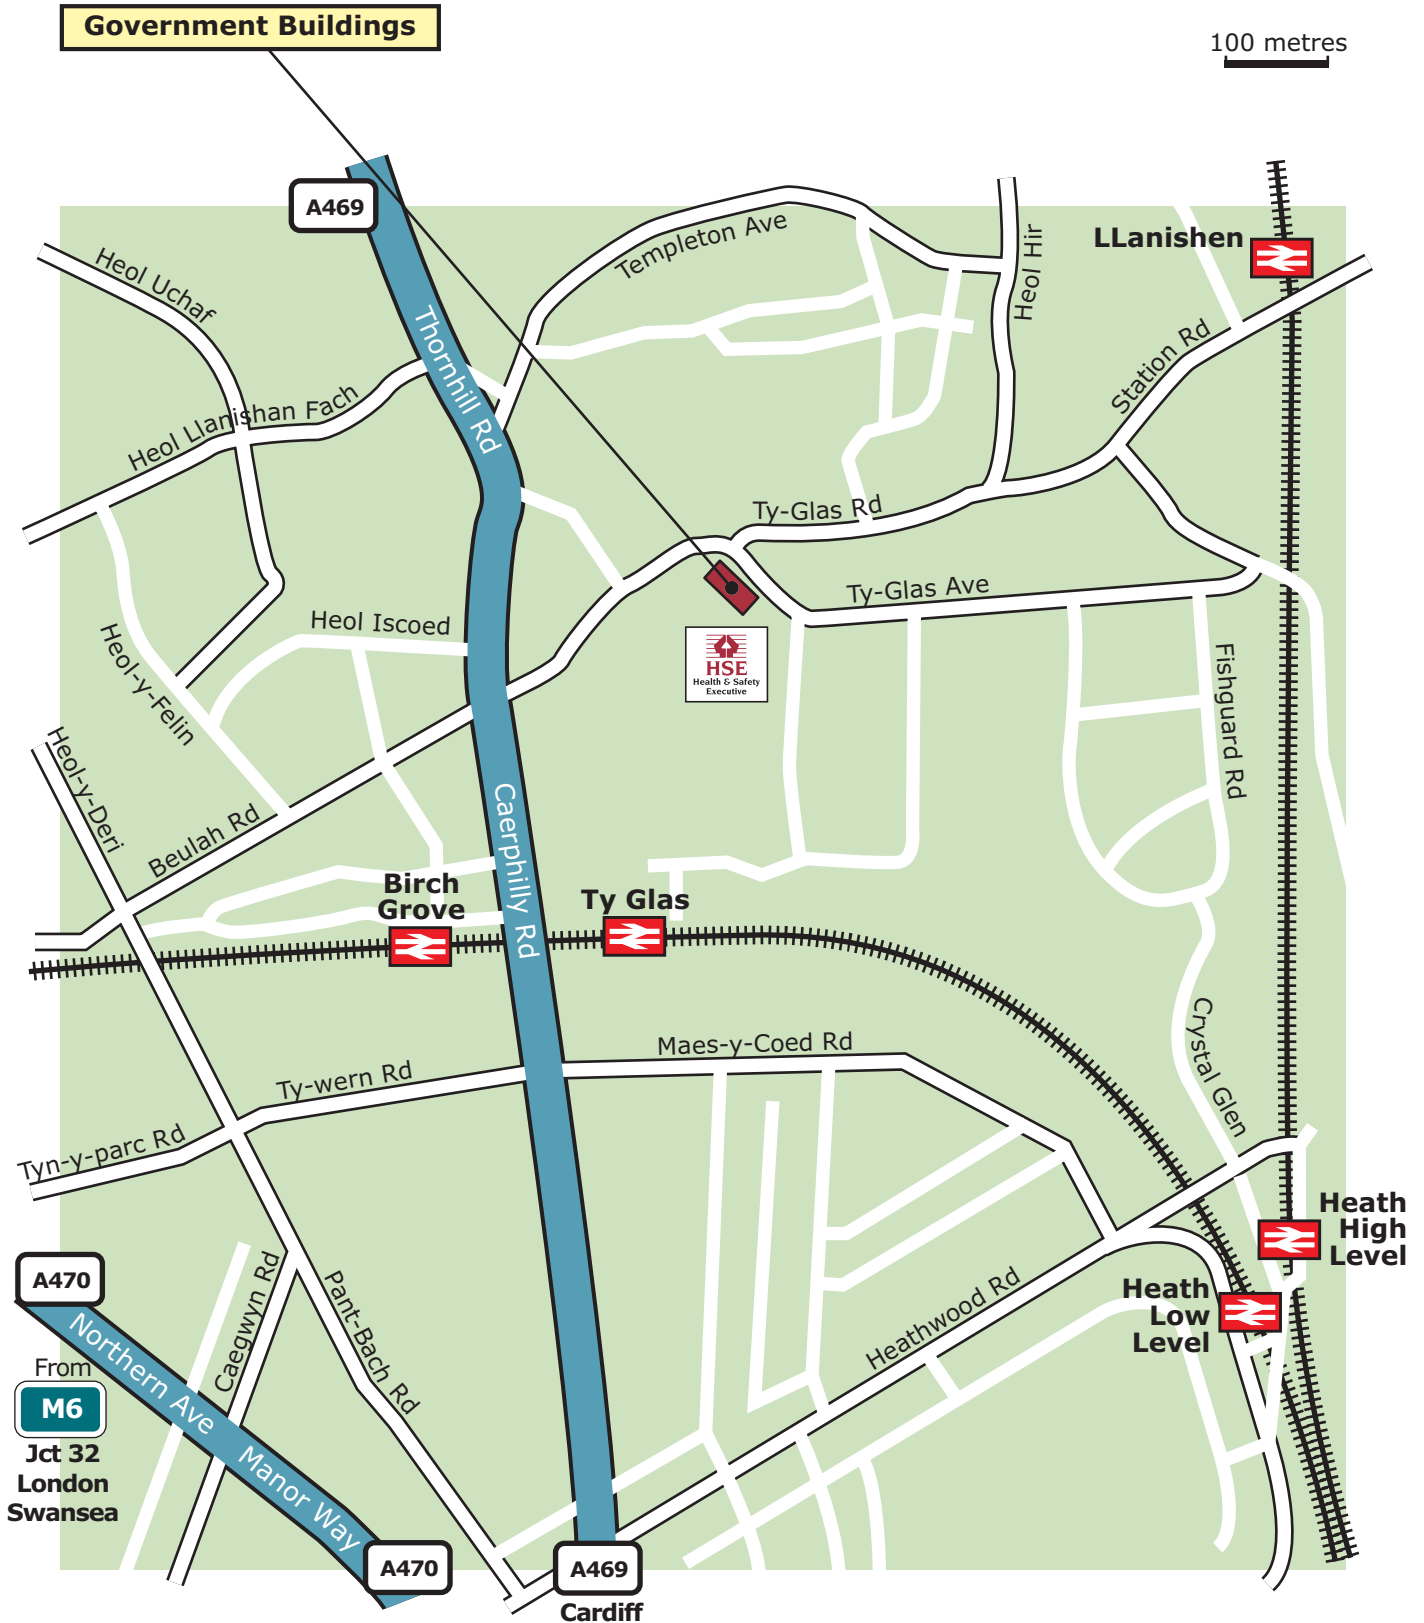 Government Buildings
100 metres
A469
Heol Uchaf
Templeton Ave
Heol Hir
LLanishen
Thornhill Rd
Station Rd
Heol Llanishan Fach
Ty-Glas Rd
Ty-Glas Ave
Heol Iscoed
HSE
Health & Safety
Executive
Heol-y-Felin
Fishguard Rd
Heol-y-Deri
Beulah Rd
Caerphilly Rd
Birch
Grove
Ty Glas
Crystal Glen
Maes-y-Coed Rd
Ty-wern Rd
Tyn-y-parc Rd
Heath
High
Level
A470
Northern Ave
Caegwyn Rd
Pant-Bach Rd
Heathwood Rd
Heath
Low
Level
From
M6
Jct 32
London
Swansea
Manor Way
A470
A469
Cardiff